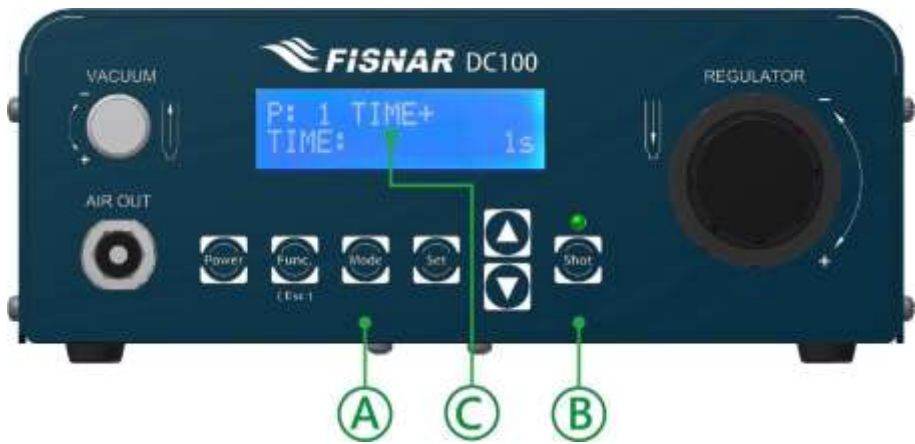 FISNAR DC100
VACUUM
REGULATOR
P: 1 TIME+
TIME: 1s
AIR OUT
Power
Func.
Mode
Set
Shot
(Esc)
A
C
B